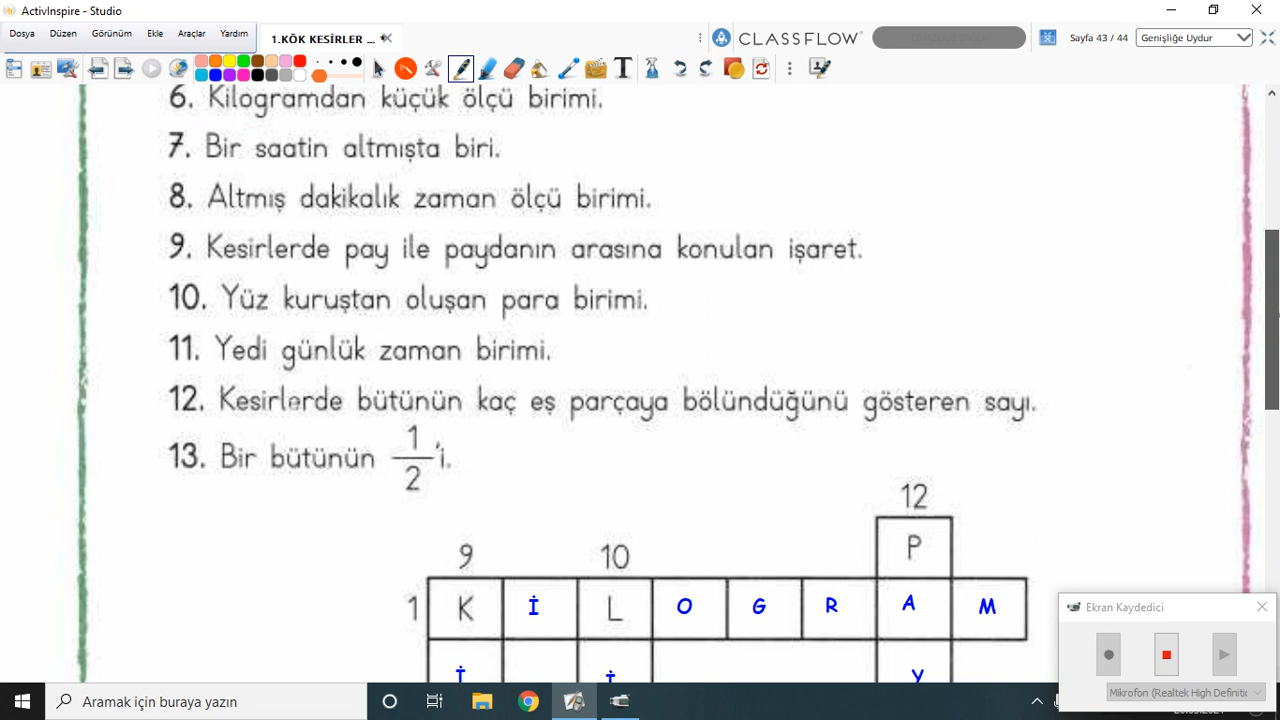 ActivInspire - Studio
Dosya Düzen Görünüm Ekle Araçlar Yardım
1.KÖK KESİRLER ...
CLASSFLOW
Sayfa 43 / 44
Genişliğe Uydur
6. Kilogramdan küçük ölçü birimi.
7. Bir saatin altmışta biri.
8. Altmış dakikalık zaman ölçü birimi.
9. Kesirlerde pay ile paydanın arasına konulan işaret.
10. Yüz kuruştan oluşan para birimi.
11. Yedi günlük zaman birimi.
12. Kesirlerde bütünün kaç eş parçaya bölündüğünü gösteren sayı.
13. Bir bütünün 1/2'i.
12
P
9 10
1 K İ L O G R A M
İ İ Y
Ekran Kaydedici
Mikrofon (Realtek High Definitic
Aramak için buraya yazın